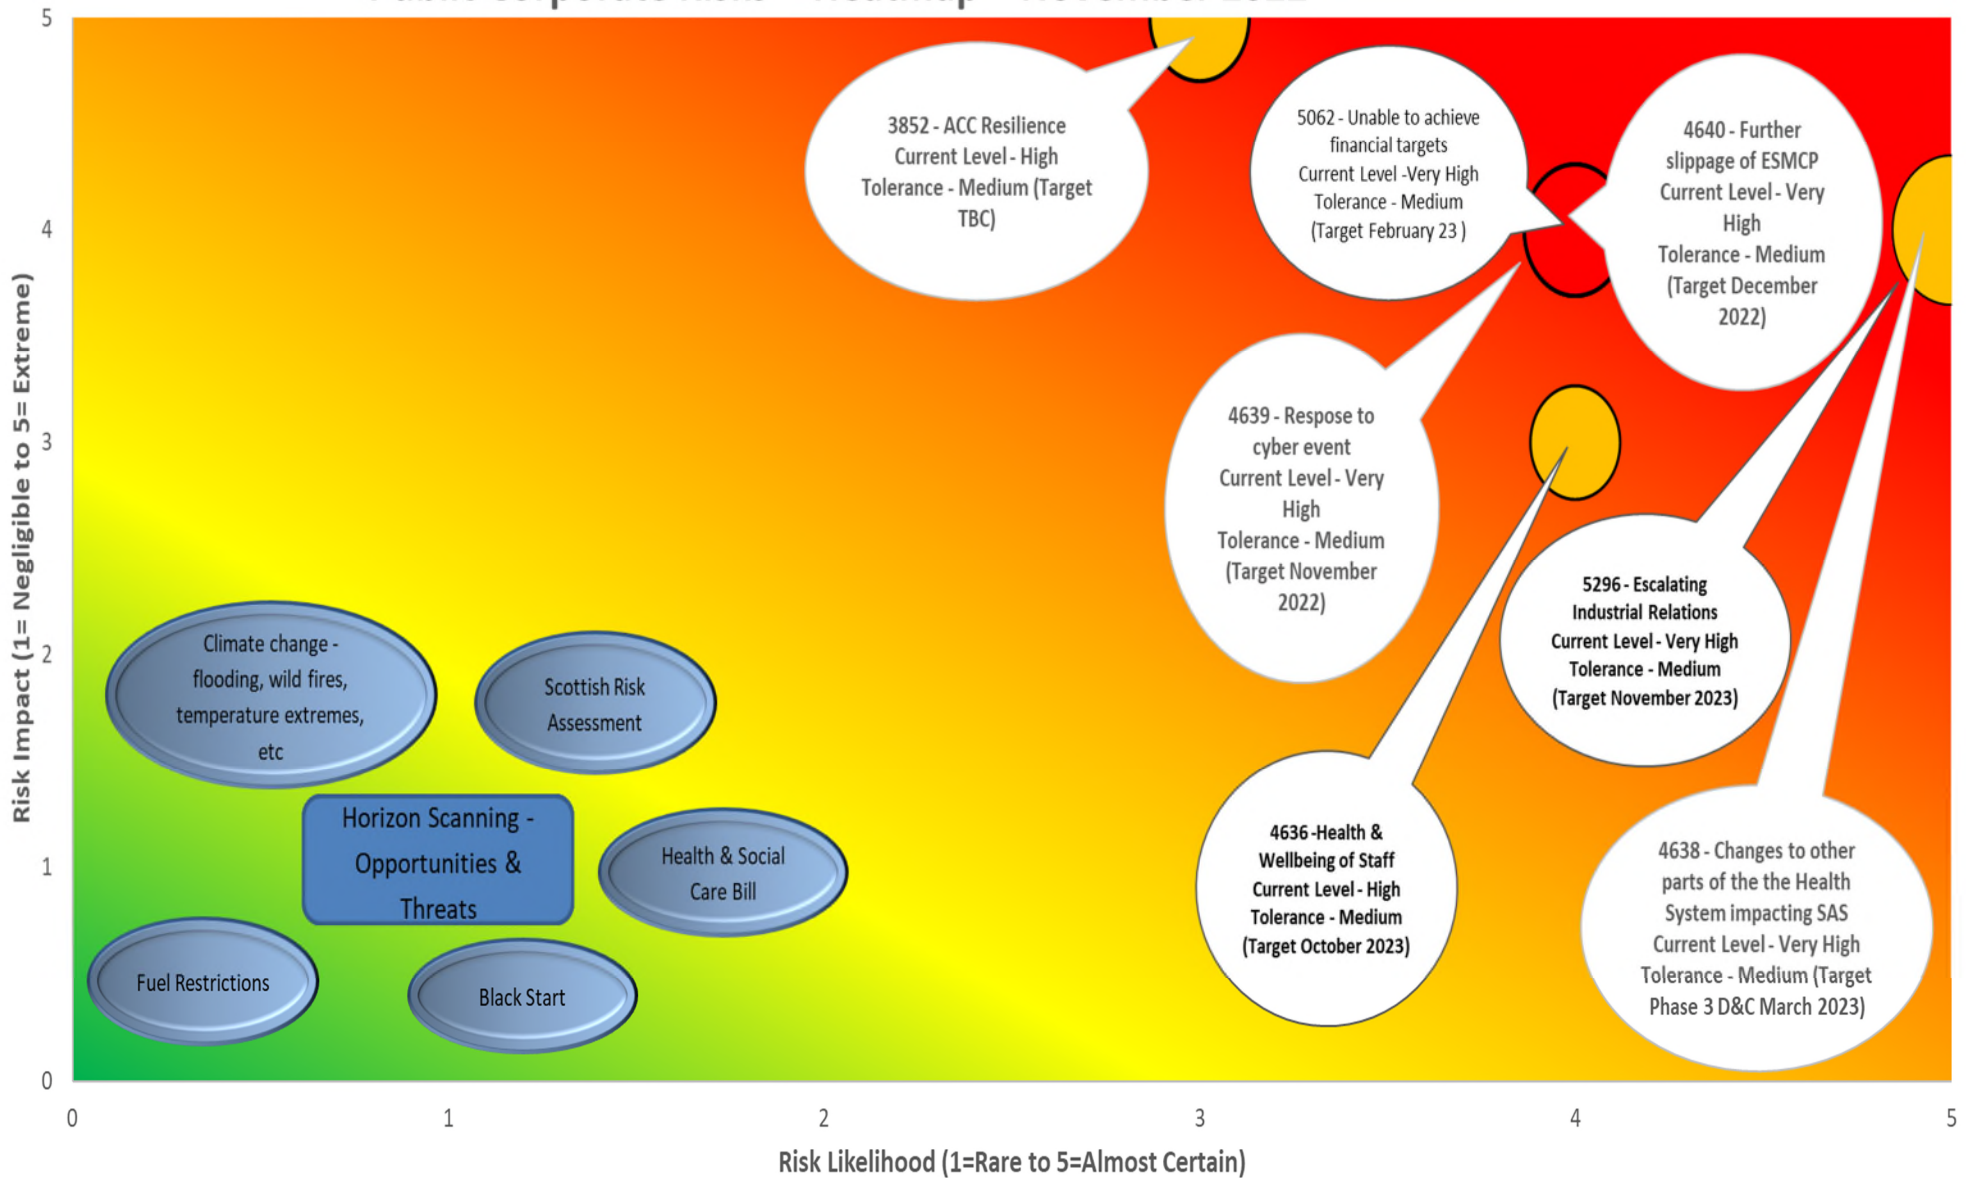 5
4
3
2
1
0
Risk Impact (1= Negligible to 5= Extreme)
3852 - ACC Resilience
Current Level - High
Tolerance - Medium (Target
TBC)
5062 - Unable to achieve
financial targets
Current Level -Very High
Tolerance - Medium
(Target February 23 )
4640 - Further
slippage of ESMCP
Current Level - Very
High
Tolerance - Medium
(Target December
2022)
4639 - Respose to
cyber event
Current Level - Very
High
Tolerance - Medium
(Target November
2022)
5296 - Escalating
Industrial Relations
Current Level - Very High
Tolerance - Medium
(Target November 2023)
4636 -Health &
Wellbeing of Staff
Current Level - High
Tolerance - Medium
(Target October 2023)
4638 - Changes to other
parts of the the Health
System impacting SAS
Current Level - Very High
Tolerance - Medium (Target
Phase 3 D&C March 2023)
Climate change -
flooding, wild fires,
temperature extremes,
etc
Scottish Risk
Assessment
Horizon Scanning -
Opportunities &
Threats
Health & Social
Care Bill
Fuel Restrictions
Black Start
0 1 2 3 4 5
Risk Likelihood (1=Rare to 5=Almost Certain)